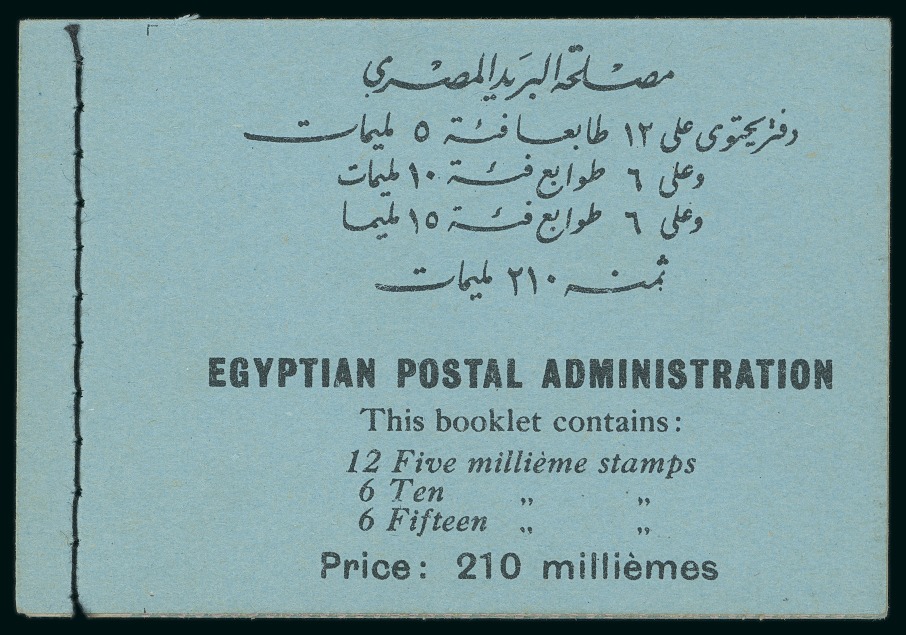 مصلحة البريد المصري
دفتر يحتوى على ١٢ طابعا فئة ٥ مليمات
وعلى ٦ طوابع فئة ١٠ مليمات
وعلى ٦ طوابع فئة ١٥ مليما
ثمنه ٢١٠ مليمات
EGYPTIAN POSTAL ADMINISTRATION
This booklet contains:
12 Five millième stamps
6 Ten „ „
6 Fifteen „ „
Price: 210 millièmes